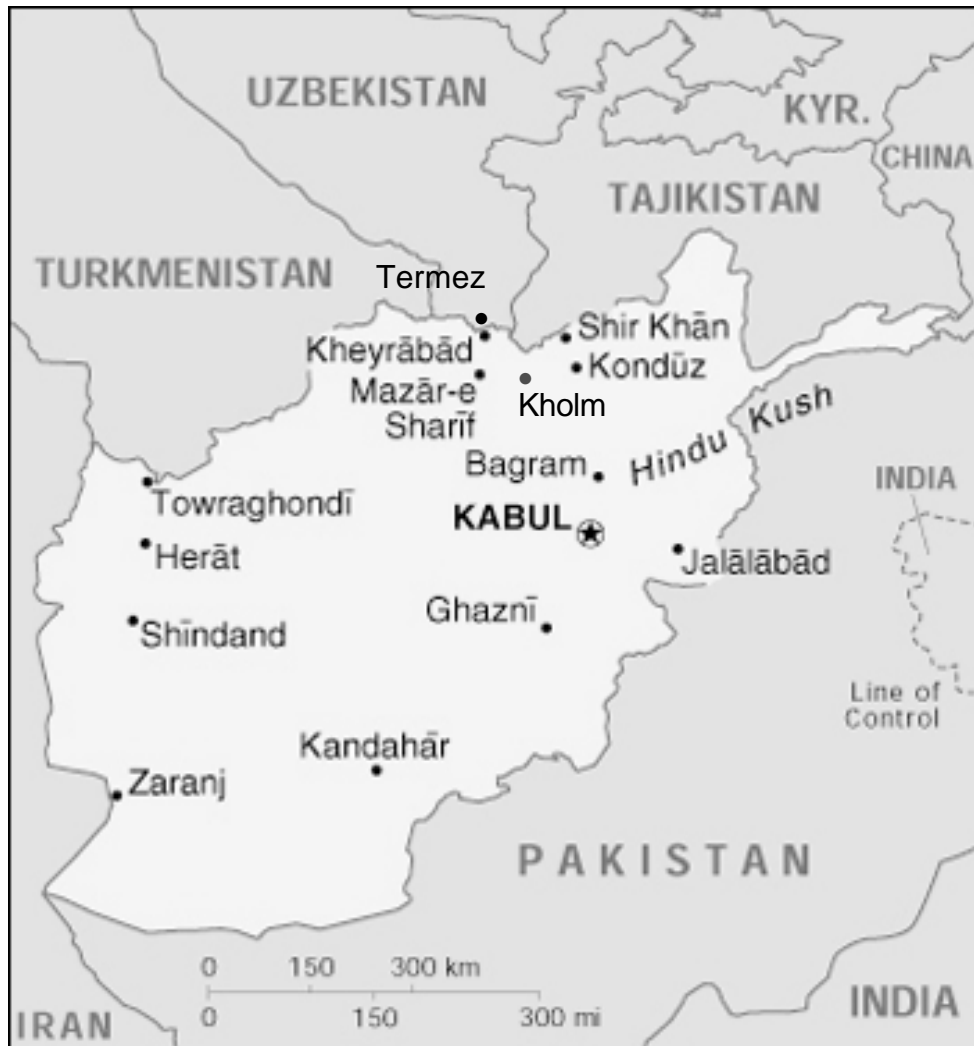 UZBEKISTAN
KYR.
CHINA
TAJIKISTAN
TURKMENISTAN
Termez
Shir Khān
Kheyrābād
Kondūz
Mazār-e
Sharīf
Kholm
Hindu Kush
Bagram
INDIA
Towraghondī
KABUL
Herāt
Jalālābād
Ghaznī
Shīndand
Line of
Control
Kandahār
Zaranj
PAKISTAN
0 150 300 km
0 150 300 mi
INDIA
IRAN